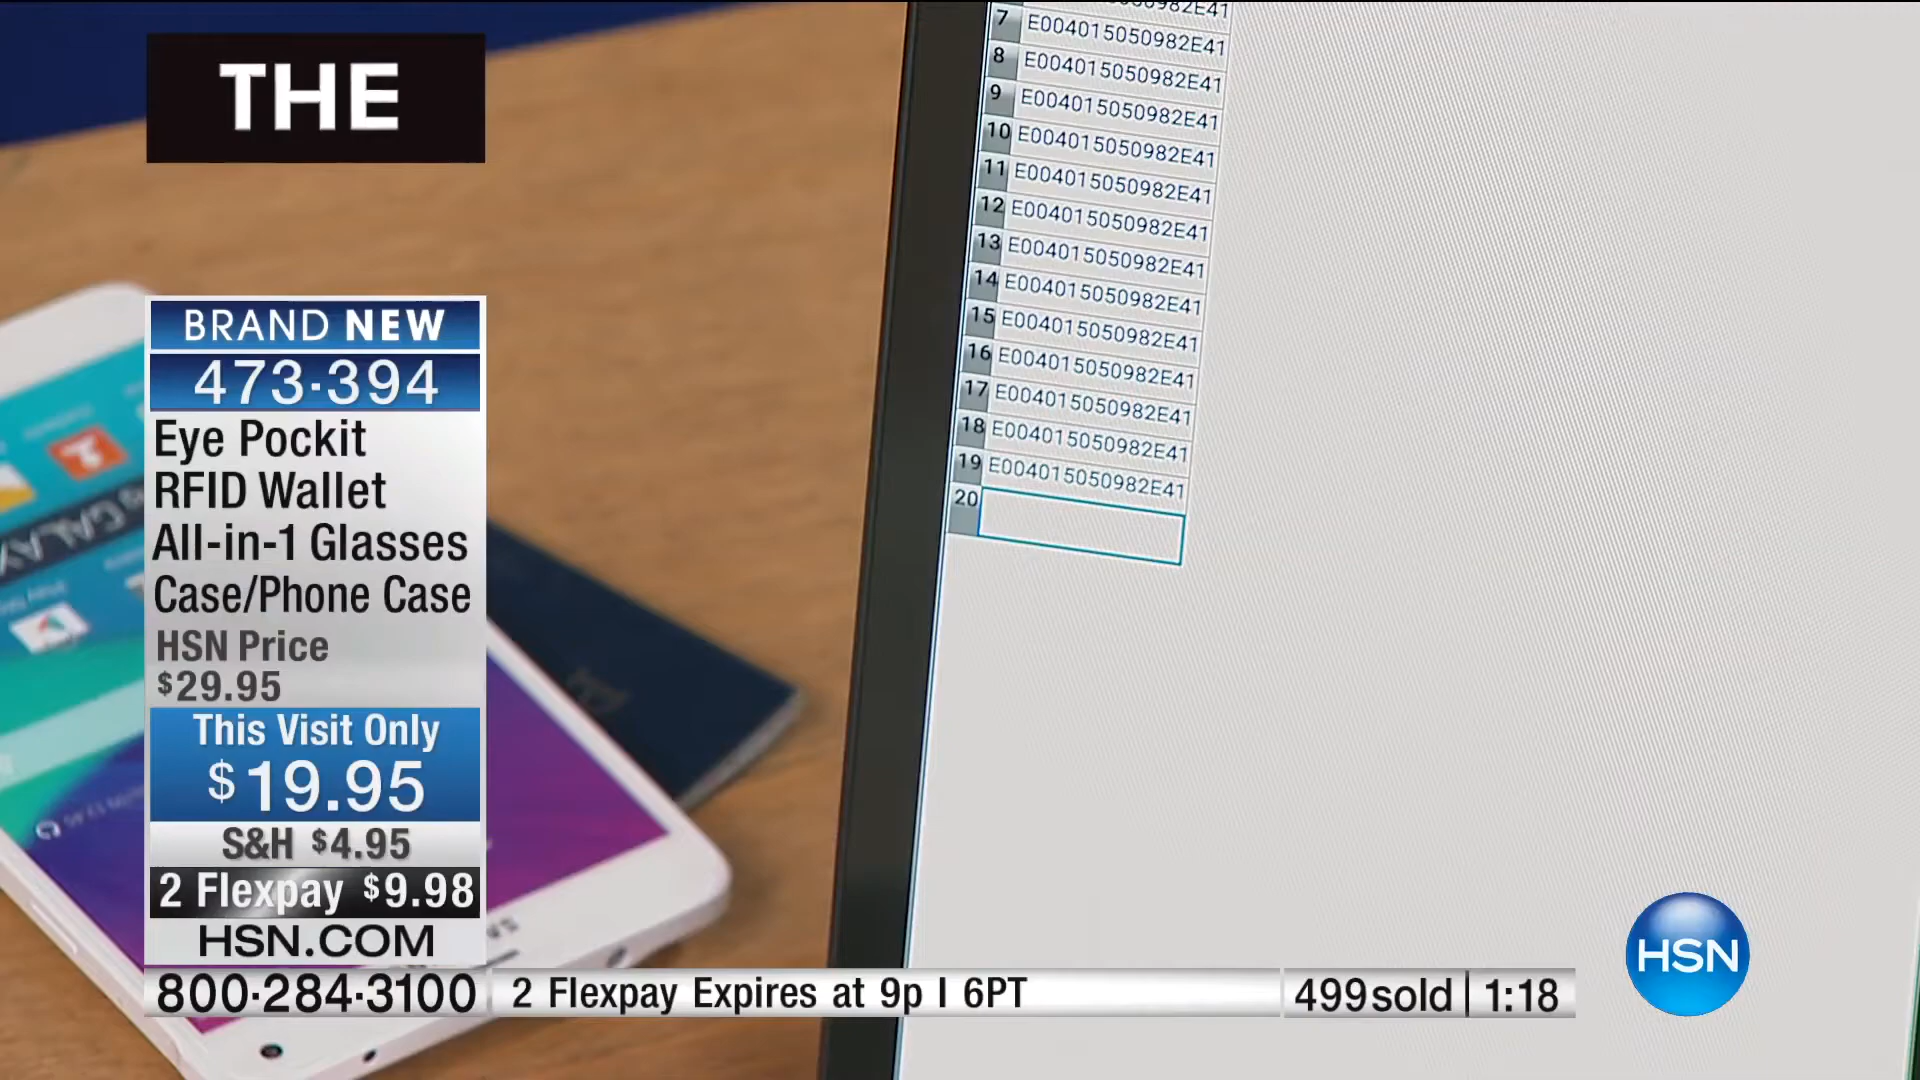 THE
BRAND NEW
473·394
Eye Pockit
RFID Wallet
All-in-1 Glasses
Case/Phone Case
HSN Price
$29.95
This Visit Only
$19.95
S&H $4.95
2 Flexpay $9.98
HSN.COM
800·284·3100
2 Flexpay Expires at 9p | 6PT
499 sold | 1:18
HSN
7 E004015050982E41
8 E004015050982E41
9 E004015050982E41
10 E004015050982E41
11 E004015050982E41
12 E004015050982E41
13 E004015050982E41
14 E004015050982E41
15 E004015050982E41
16 E004015050982E41
17 E004015050982E41
18 E004015050982E41
19 E004015050982E41
20
GALAXY